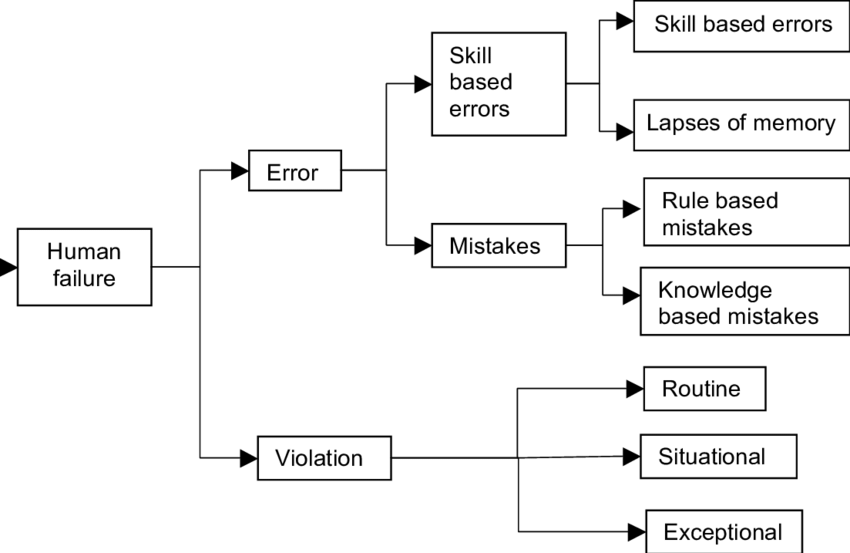 Skill based errors
Skill
based
errors
Lapses of memory
Error
Rule based
mistakes
Mistakes
Human
failure
Knowledge
based mistakes
Routine
Violation
Situational
Exceptional